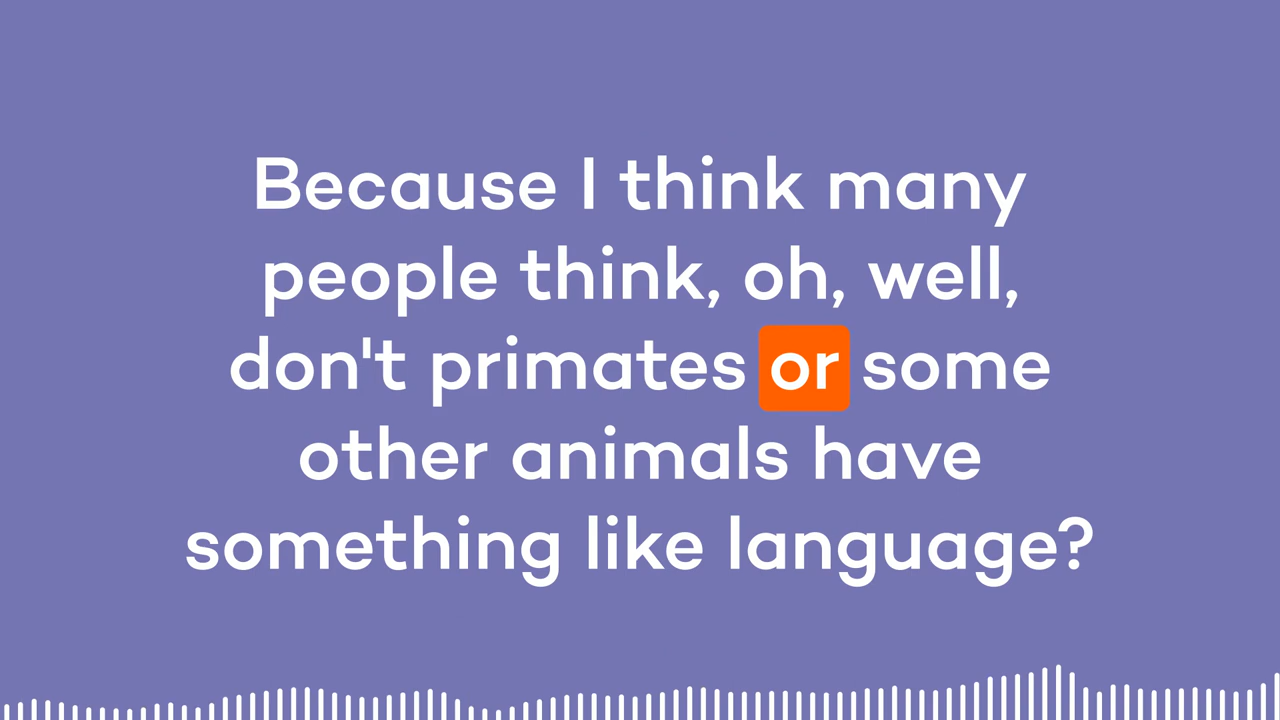 Because I think many
people think, oh, well,
don't primates or some
other animals have
something like language?